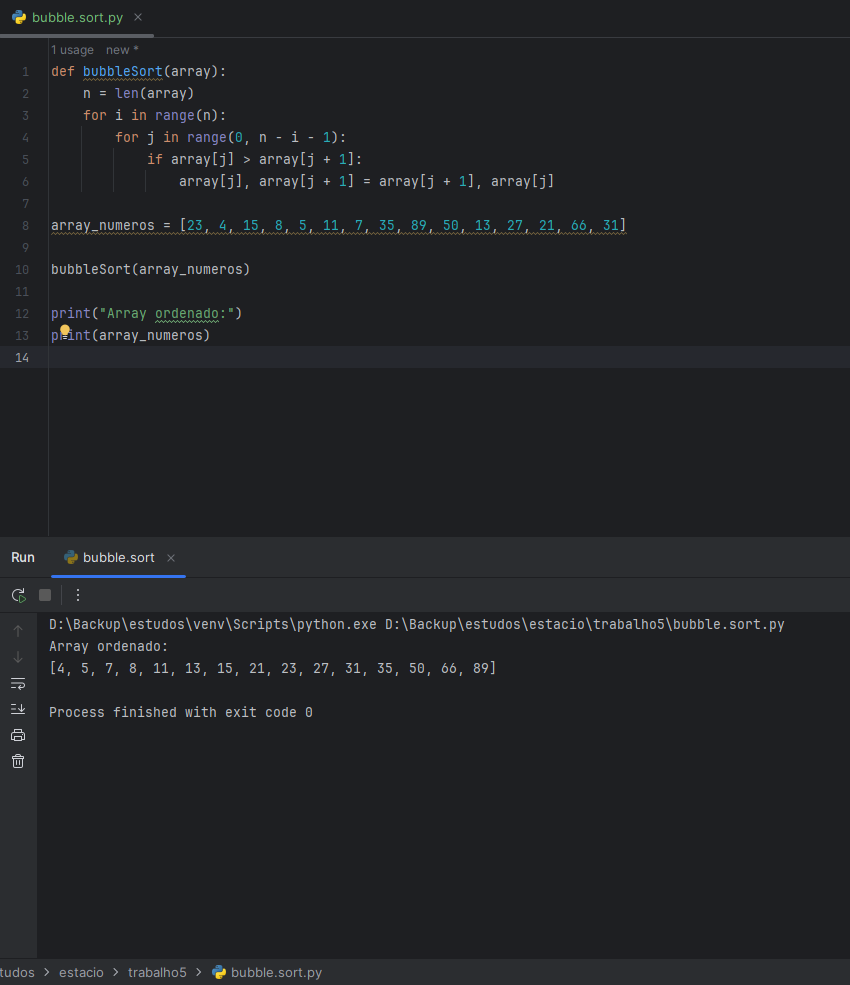 bubble.sort.py
1 usage new *
1 def bubbleSort(array):
2 n = len(array)
3 for i in range(n):
4 for j in range(0, n - i - 1):
5 if array[j] > array[j + 1]:
6 array[j], array[j + 1] = array[j + 1], array[j]
7
8 array_numeros = [23, 4, 15, 8, 5, 11, 7, 35, 89, 50, 13, 27, 21, 66, 31]
9
10 bubbleSort(array_numeros)
11
12 print("Array ordenado:")
13 print(array_numeros)
14
Run bubble.sort
D:\Backup\estudos\venv\Scripts\python.exe D:\Backup\estudos\estacio\trabalho5\bubble.sort.py
Array ordenado:
[4, 5, 7, 8, 11, 13, 15, 21, 23, 27, 31, 35, 50, 66, 89]
Process finished with exit code 0
tudos > estacio > trabalho5 > bubble.sort.py